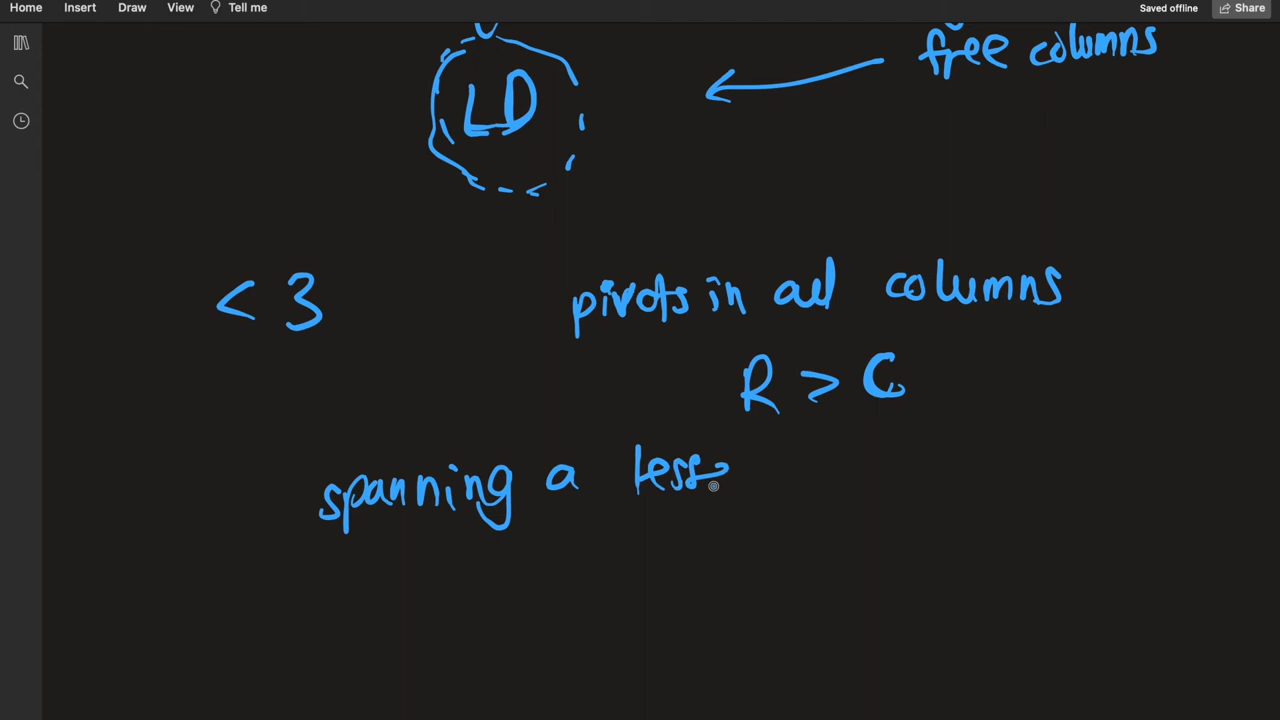 Home Insert Draw View Tell me Saved offline Share
free columns
LD
< 3 pivots in all columns
R > C
spanning a less